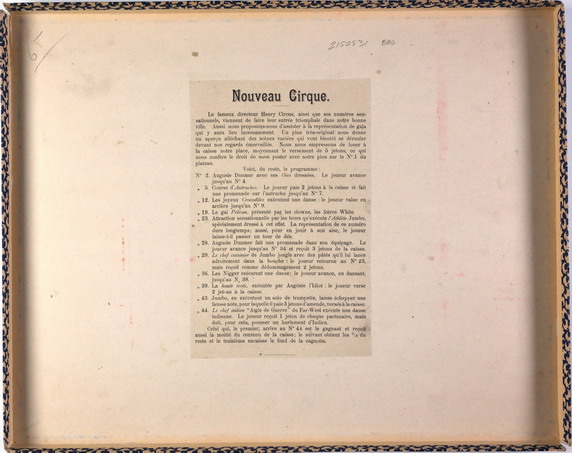 2150531 BOO
Nouveau Cirque.
Le fameux directeur Henry Circus, ainsi que ses numéros sen-
sationnels, viennent de faire leur entrée triomphale dans notre bonne
ville. Aussi nous proposons-nous d'assister à la représentation de gala
qui y aura lieu incessamment. Un plan très-original nous donne
un aperçu alléchant des scènes variées qui vont bientôt se dérouler
devant nos regards émerveillés. Nous nous empressons de louer à
la caisse notre place, moyennant le versement de 5 jetons, ce qui
nous confère le droit de nous poster avec notre pion sur le Nº 1 du
plateau.
Voici, du reste, le programme:
Nº 2. Auguste Dummer avec ses Oies dressées. Le joueur avance
jusqu'au Nº 4.
„ 5. Course d'Autruches. Le joueur paie 2 jetons à la caisse et fait
une promenade sur l'autruche jusqu'au Nº 7.
„ 12. Les joyeux Crocodiles exécutent une danse: le joueur valse en
arrière jusqu'au Nº 9.
„ 19. Le gai Pélican, présenté par les clowns, les frères White.
„ 23. Attraction sensationnelle par les tours qu'exécute l'Athlète Jumbo,
spécialement dressé à cet effet. La représentation de ce numéro
dure longtemps; aussi, pour en jouir à son aise, le joueur
laisse-t-il passer un tour de dés.
„ 28. Auguste Dummer fait une promenade dans son équipage. Le
joueur avance jusqu'au Nº 34 et reçoit 3 jetons de la caisse.
„ 29. Le chef cuisinier de Jumbo jongle avec des pâtés qu'il lui lance
adroitement dans la bouche: le joueur retourne au Nº 23,
mais reçoit comme dédommagement 2 jetons.
„ 36. Les Nigger exécutent une danse; le joueur avance, en dansant,
jusqu'au Nº 38.
„ 39. La haute école, exécutée par Auguste l'Idiot: le joueur verse
2 jetons à la caisse.
„ 43. Jumbo, en exécutant un solo de trompette, laisse échapper une
fausse note, pour laquelle il paie 3 jetons d'amende, versés à la caisse.
„ 44. Le chef indien "Aigle de Guerre" du Far-West exécute une danse
indienne. Le joueur reçoit 1 jeton de chaque partenaire, mais
doit, pour cela, pousser un hurlement d'Indien.
Celui qui, le premier, arrive au Nº 44 est le gagnant et reçoit
aussi la moitié du contenu de la caisse; le suivant obtient les ²/₃ du
reste et le troisième encaisse le fond de la cagnotte.